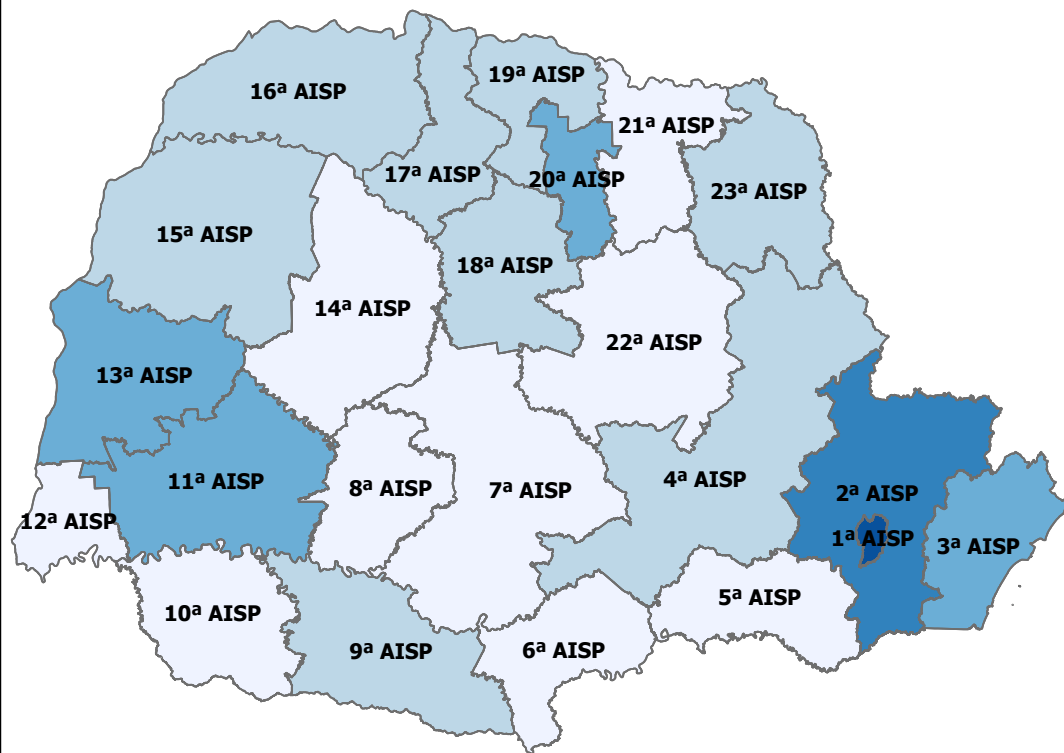 19ª AISP
16ª AISP
21ª AISP
17ª AISP
20ª AISP
23ª AISP
15ª AISP
18ª AISP
14ª AISP
22ª AISP
13ª AISP
11ª AISP
8ª AISP
7ª AISP
4ª AISP
2ª AISP
12ª AISP
1ª AISP
3ª AISP
5ª AISP
10ª AISP
9ª AISP
6ª AISP